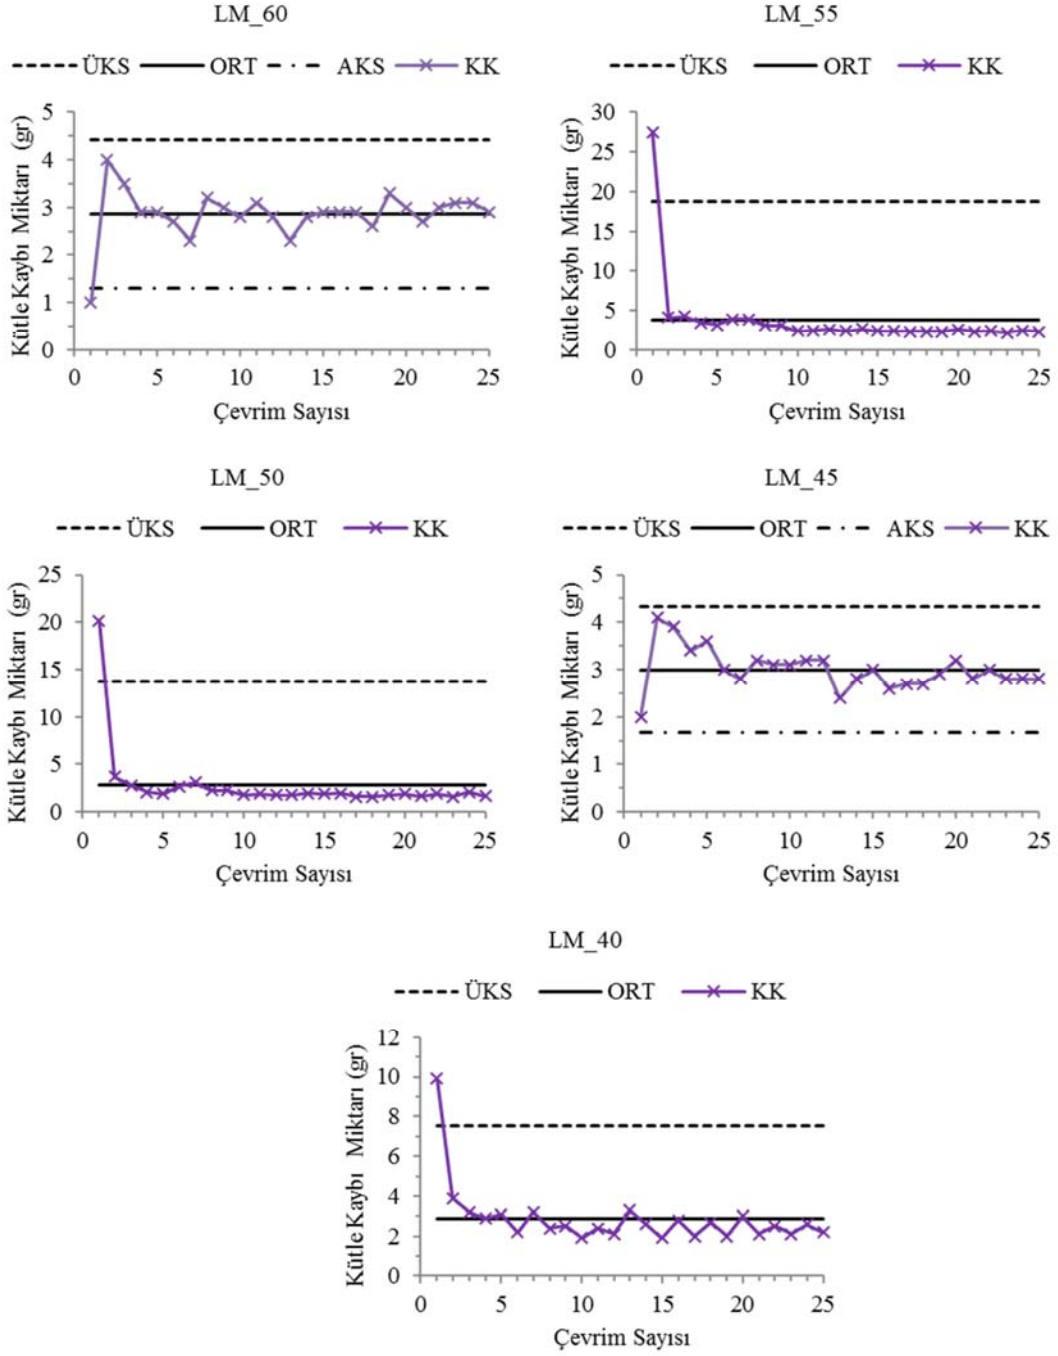 LM_60
ÜKS ORT AKS KK
Kütle Kaybı Miktarı (gr)
5
4
3
2
1
0
0 5 10 15 20 25
Çevrim Sayısı
LM_55
ÜKS ORT KK
Kütle Kaybı Miktarı (gr)
30
25
20
15
10
5
0
0 5 10 15 20 25
Çevrim Sayısı
LM_50
ÜKS ORT KK
Kütle Kaybı Miktarı (gr)
25
20
15
10
5
0
0 5 10 15 20 25
Çevrim Sayısı
LM_45
ÜKS ORT AKS KK
Kütle Kaybı Miktarı (gr)
5
4
3
2
1
0
0 5 10 15 20 25
Çevrim Sayısı
LM_40
ÜKS ORT KK
Kütle Kaybı Miktarı (gr)
12
10
8
6
4
2
0
0 5 10 15 20 25
Çevrim Sayısı